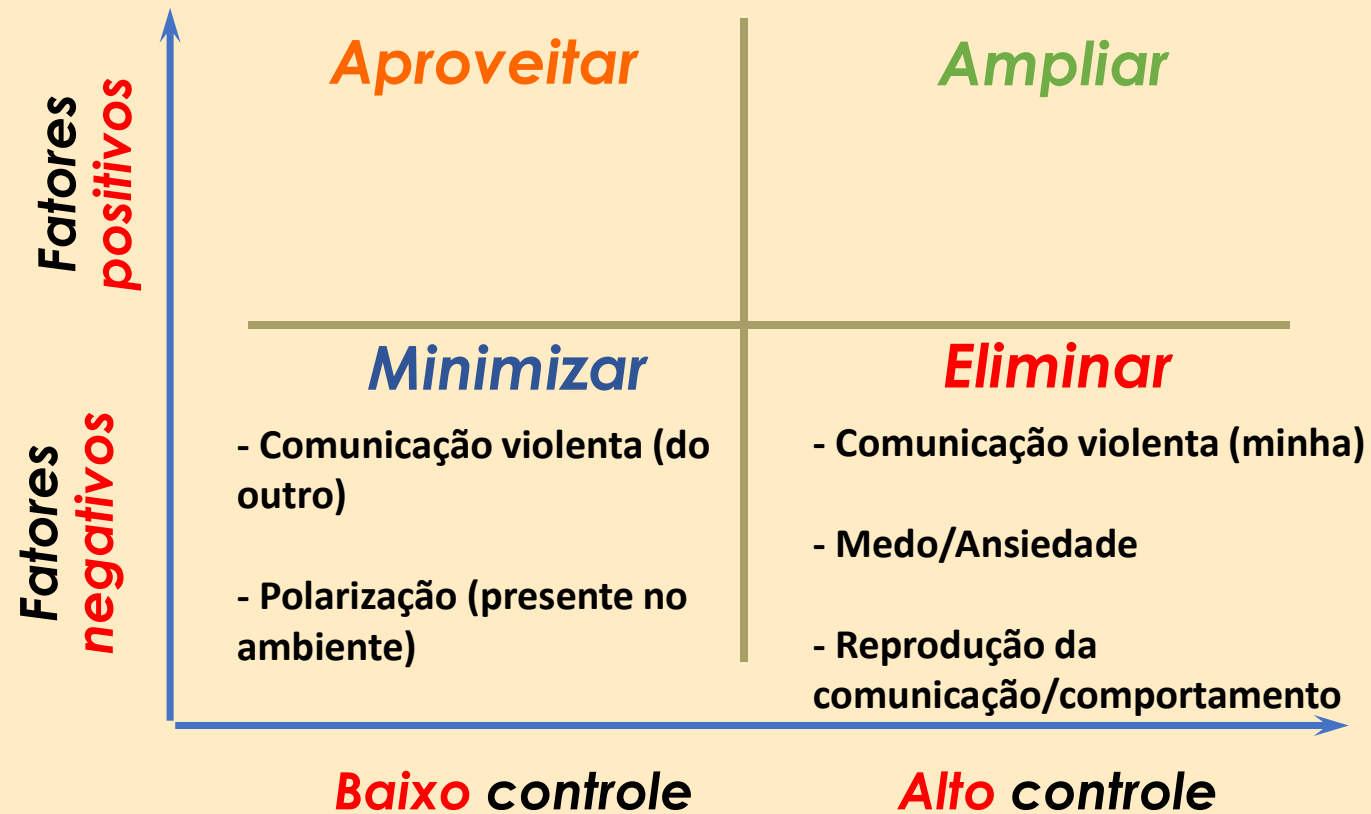 Fatores
positivos
Aproveitar
Ampliar
Fatores
negativos
Minimizar
- Comunicação violenta (do
outro)
- Polarização (presente no
ambiente)
Eliminar
- Comunicação violenta (minha)
- Medo/Ansiedade
- Reprodução da
comunicação/comportamento
Baixo controle
Alto controle